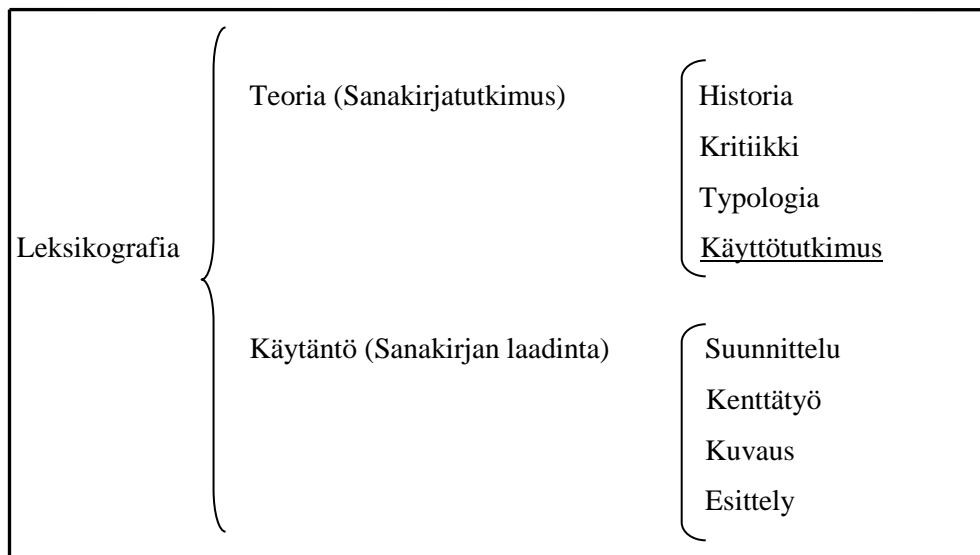 Teoria (Sanakirjatutkimus)
Historia
Kritiikki
Typologia
Leksikografia
Käyttötutkimus
Käytäntö (Sanakirjan laadinta)
Suunnittelu
Kenttätyö
Kuvaus
Esittely